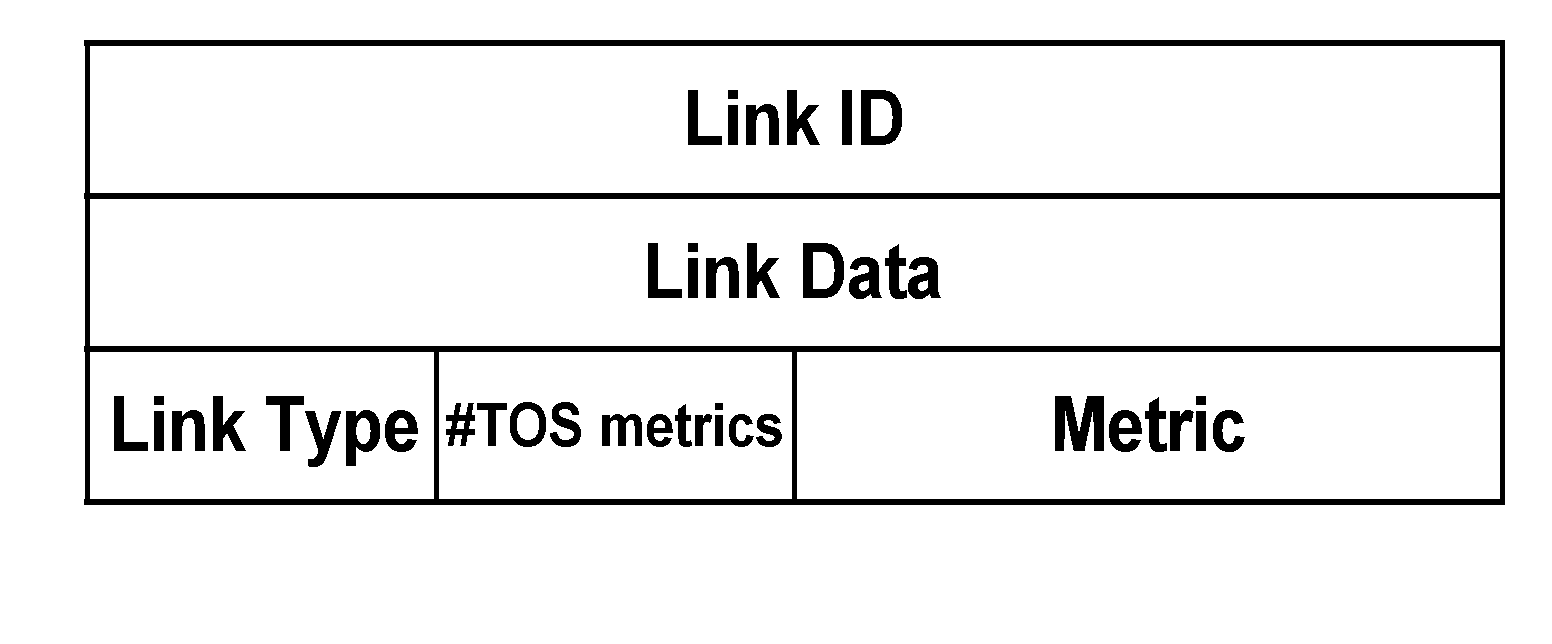 Link ID
Link Data
Link Type
#TOS metrics
Metric